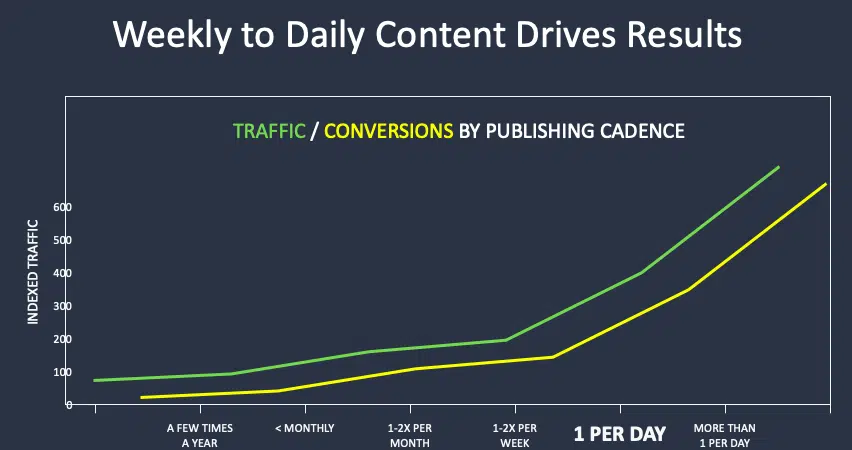 Weekly to Daily Content Drives Results
TRAFFIC / CONVERSIONS BY PUBLISHING CADENCE
INDEXED TRAFFIC
600
500
400
300
200
100
0
A FEW TIMES
A YEAR
< MONTHLY
1-2X PER
MONTH
1-2X PER
WEEK
1 PER DAY
MORE THAN
1 PER DAY